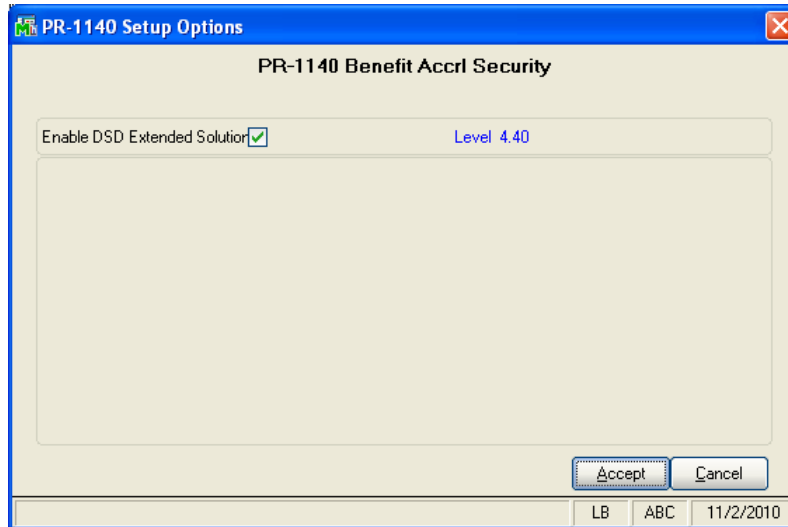 PR-1140 Setup Options
PR-1140 Benefit Accrl Security
Enable DSD Extended Solution
Level 4.40
Accept Cancel
LB ABC 11/2/2010